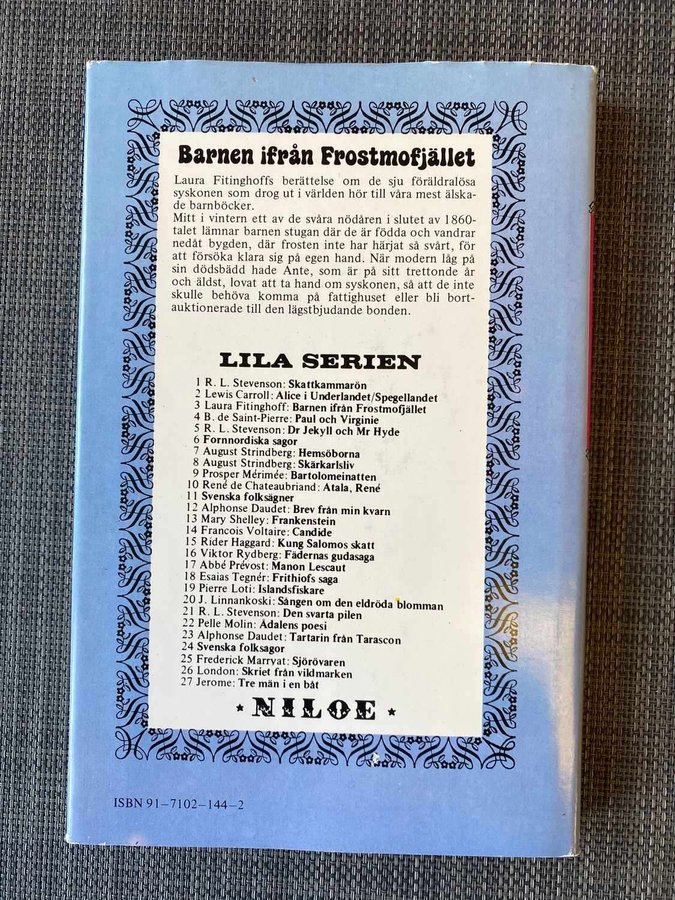 Barnen ifrån Frostmofjället
Laura Fitinghoffs berättelse om de sju föräldralösa
syskonen som drog ut i världen hör till våra mest älska-
de barnböcker.
Mitt i vintern ett av de svåra nödåren i slutet av 1860-
talet lämnar barnen stugan där de är födda och vandrar
nedåt bygden, där frosten inte har härjat så svårt, för
att försöka klara sig på egen hand. När modern låg på
sin dödsbädd hade Ante, som är på sitt trettonde år
och äldst, lovat att ta hand om syskonen, så att de inte
skulle behöva komma på fattighuset eller bli bort-
auktionerade till den lägstbjudande bonden.
LILA SERIEN
1 R. L. Stevenson: Skattkammarön
2 Lewis Carroll: Alice i Underlandet/Spegellandet
3 Laura Fitinghoff: Barnen ifrån Frostmofjället
4 B. de Saint-Pierre: Paul och Virginie
5 R. L. Stevenson: Dr Jekyll och Mr Hyde
6 Fornnordiska sagor
7 August Strindberg: Hemsöborna
8 August Strindberg: Skärkarlsliv
9 Prosper Mérimée: Bartolomeinatten
10 René de Chateaubriand: Atala, René
11 Svenska folksägner
12 Alphonse Daudet: Brev från min kvarn
13 Mary Shelley: Frankenstein
14 Francois Voltaire: Candide
15 Rider Haggard: Kung Salomos skatt
16 Viktor Rydberg: Fädernas gudasaga
17 Abbé Prévost: Manon Lescaut
18 Esaias Tegnér: Frithiofs saga
19 Pierre Loti: Islandsfiskare
20 J. Linnankoski: Sången om den eldröda blomman
21 R. L. Stevenson: Den svarta pilen
22 Pelle Molin: Ådalens poesi
23 Alphonse Daudet: Tartarin från Tarascon
24 Svenska folksagor
25 Frederick Marryat: Sjörövaren
26 London: Skriet från vildmarken
27 Jerome: Tre män i en båt
* NILOE *
ISBN 91–7102–144–2